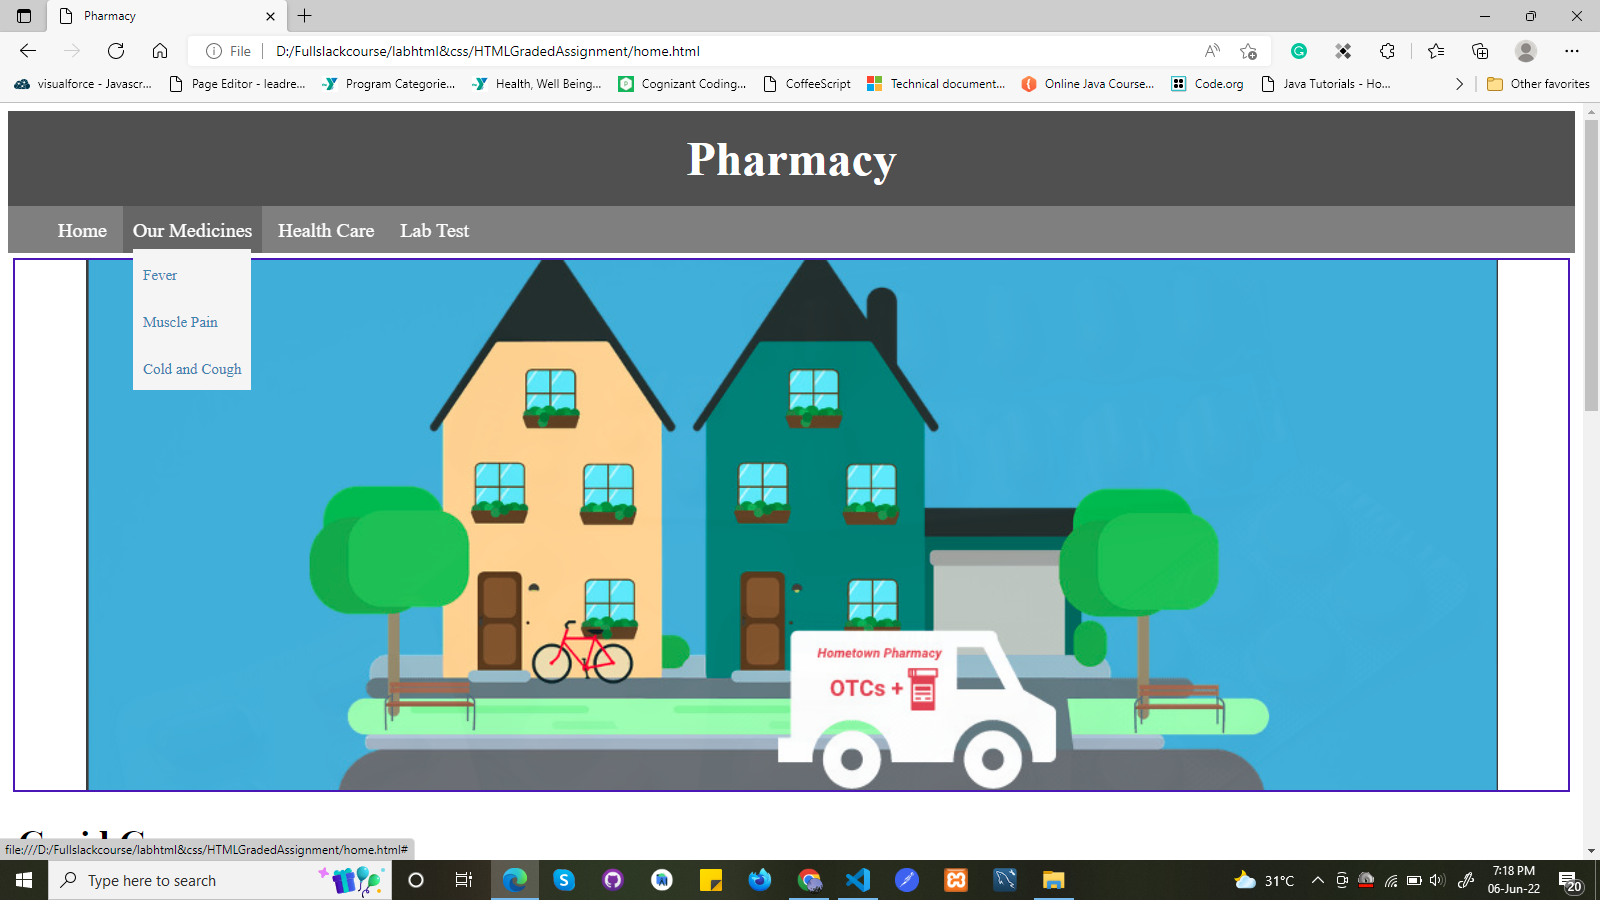 Pharmacy
File
D:/Fullslackcourse/labhtml&css/HTMLGradedAssignment/home.html
visualforce - Javascr...
Page Editor - leadre...
Program Categorie...
Health, Well Being...
Cognizant Coding...
CoffeeScript
Technical document...
Online Java Course...
Code.org
Java Tutorials - Ho...
Other favorites
Pharmacy
Home
Our Medicines
Health Care
Lab Test
Fever
Muscle Pain
Cold and Cough
Hometown Pharmacy
OTCs +
file:///D:/Fullslackcourse/labhtml&css/HTMLGradedAssignment/home.html#
Type here to search
31°C
7:18 PM
06-Jun-22
20